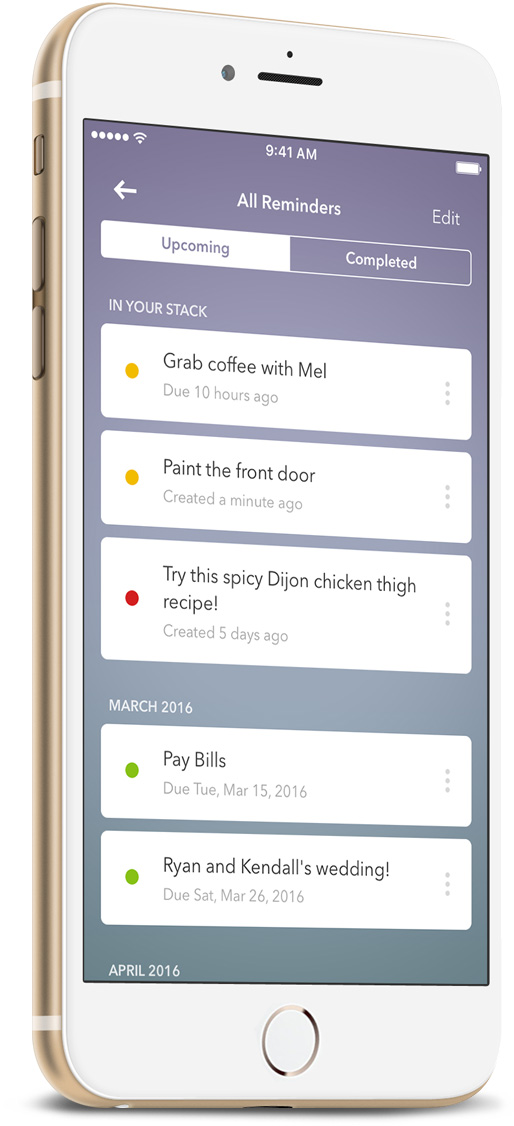 9:41 AM
All Reminders
Edit
Upcoming
Completed
IN YOUR STACK
Grab coffee with Mel
Due 10 hours ago
Paint the front door
Created a minute ago
Try this spicy Dijon chicken thigh
recipe!
Created 5 days ago
MARCH 2016
Pay Bills
Due Tue, Mar 15, 2016
Ryan and Kendall's wedding!
Due Sat, Mar 26, 2016
APRIL 2016